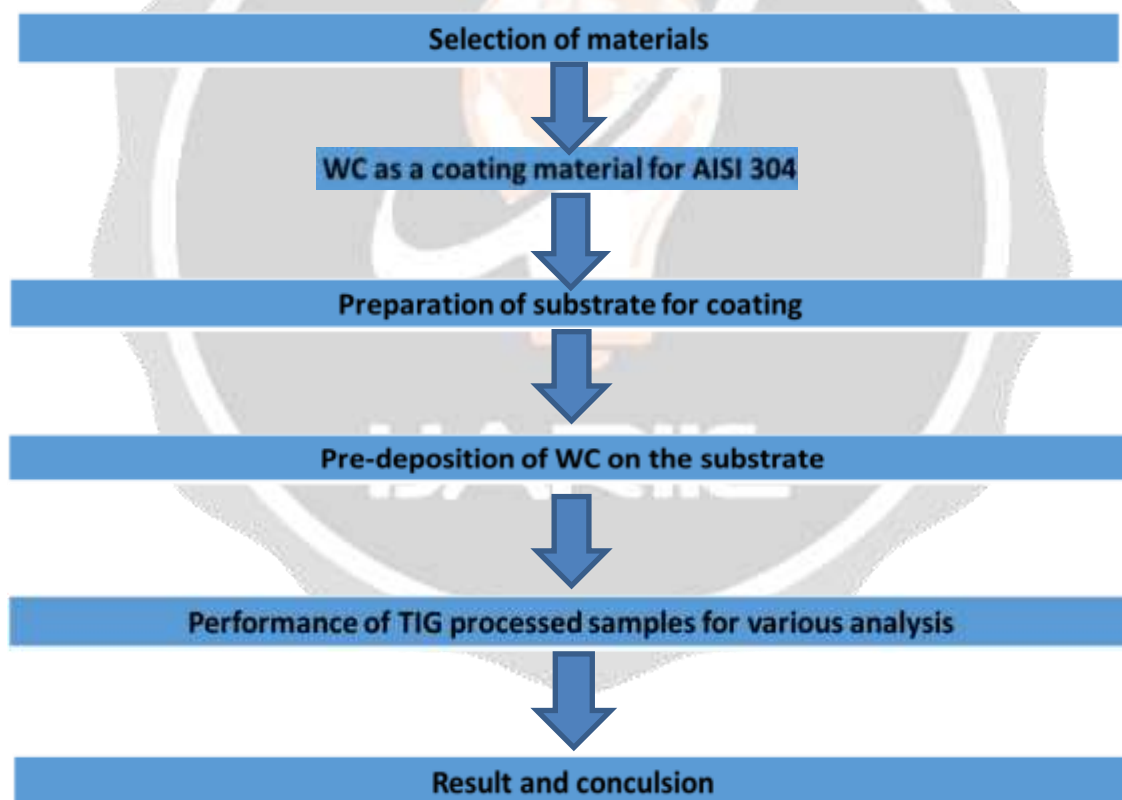 Selection of materials
WC as a coating material for AISI 304
Preparation of substrate for coating
IJARIIE
Pre-deposition of WC on the substrate
Performance of TIG processed samples for various analysis
Result and conculsion